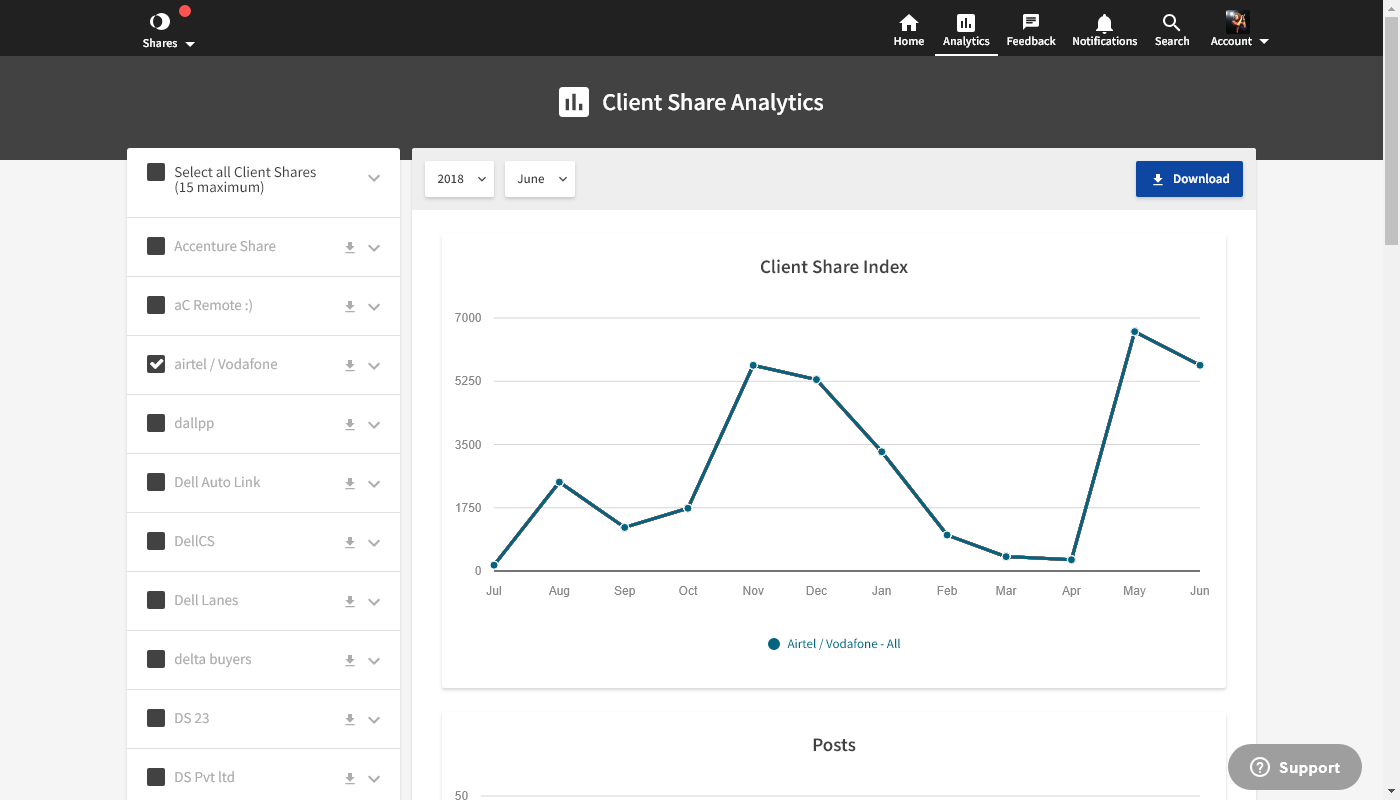 Shares
Home
Analytics
Feedback
Notifications
Search
Account
Client Share Analytics
Select all Client Shares
(15 maximum)
Accenture Share
aC Remote :)
airtel / Vodafone
dallpp
Dell Auto Link
DellCS
Dell Lanes
delta buyers
DS 23
DS Pvt ltd
2018
June
Download
Client Share Index
7000
5250
3500
1750
0
Jul Aug Sep Oct Nov Dec Jan Feb Mar Apr May Jun
Airtel / Vodafone - All
Posts
50
Support